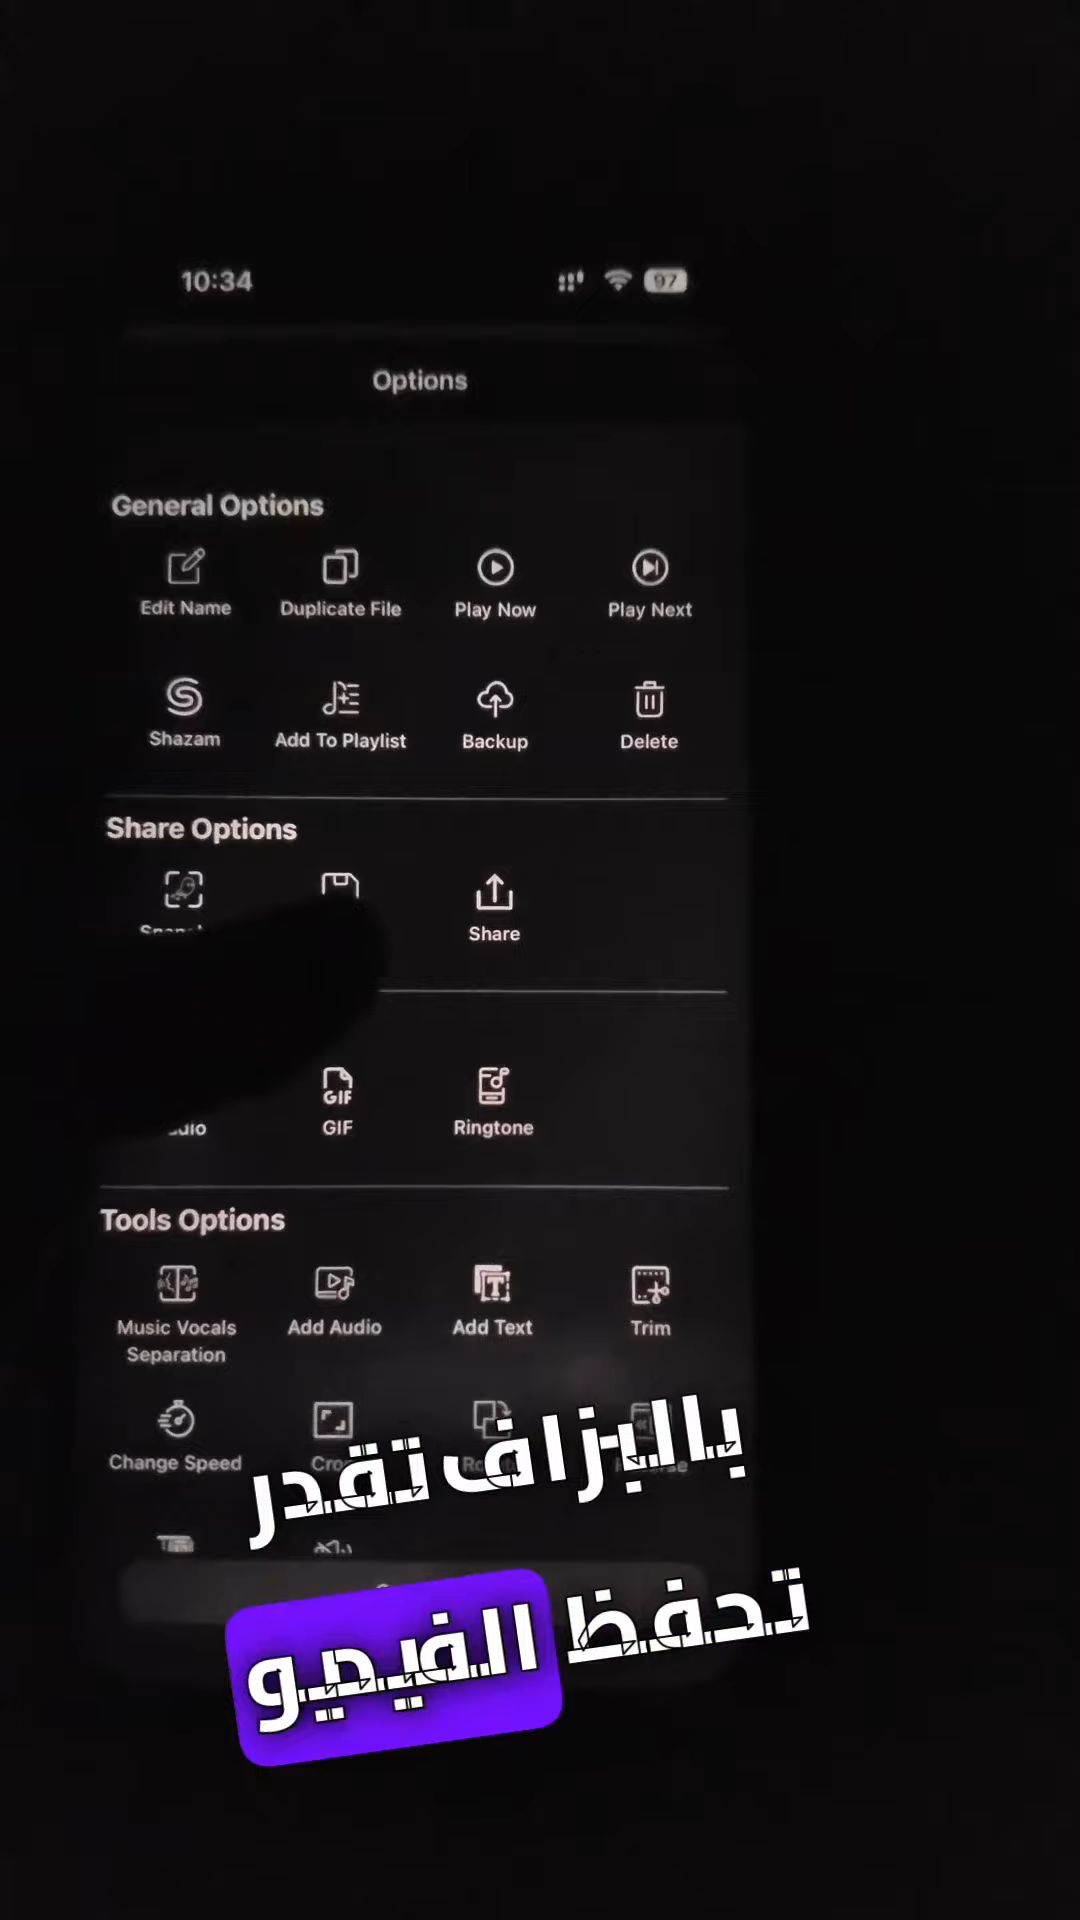 10:34
97
Options
General Options
Edit Name
Duplicate File
Play Now
Play Next
Shazam
Add To Playlist
Backup
Delete
Share Options
Share
GIF
GIF
Ringtone
Tools Options
Music Vocals
Separation
Add Audio
Add Text
Trim
Change Speed
بالبزاف تقدر
تحفظ الفيديو